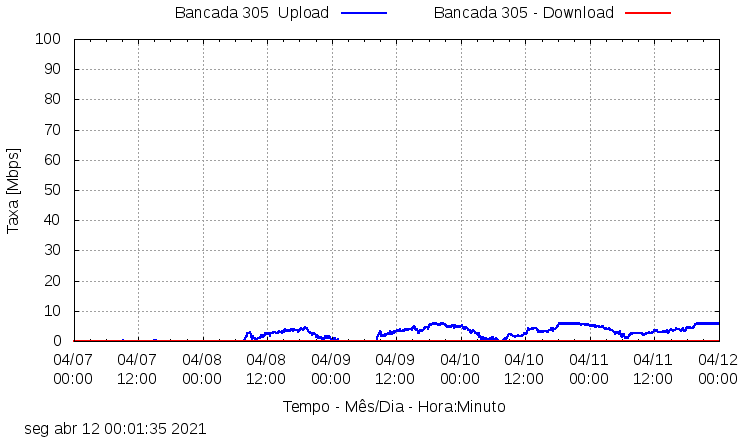 Bancada 305  Upload
Bancada 305 - Download
100
90
80
70
60
50
40
30
20
10
0
Taxa [Mbps]
04/07 04/07 04/08 04/08 04/09 04/09 04/10 04/10 04/11 04/11 04/12
00:00 12:00 00:00 12:00 00:00 12:00 00:00 12:00 00:00 12:00 00:00
Tempo - Mês/Dia - Hora:Minuto
seg abr 12 00:01:35 2021